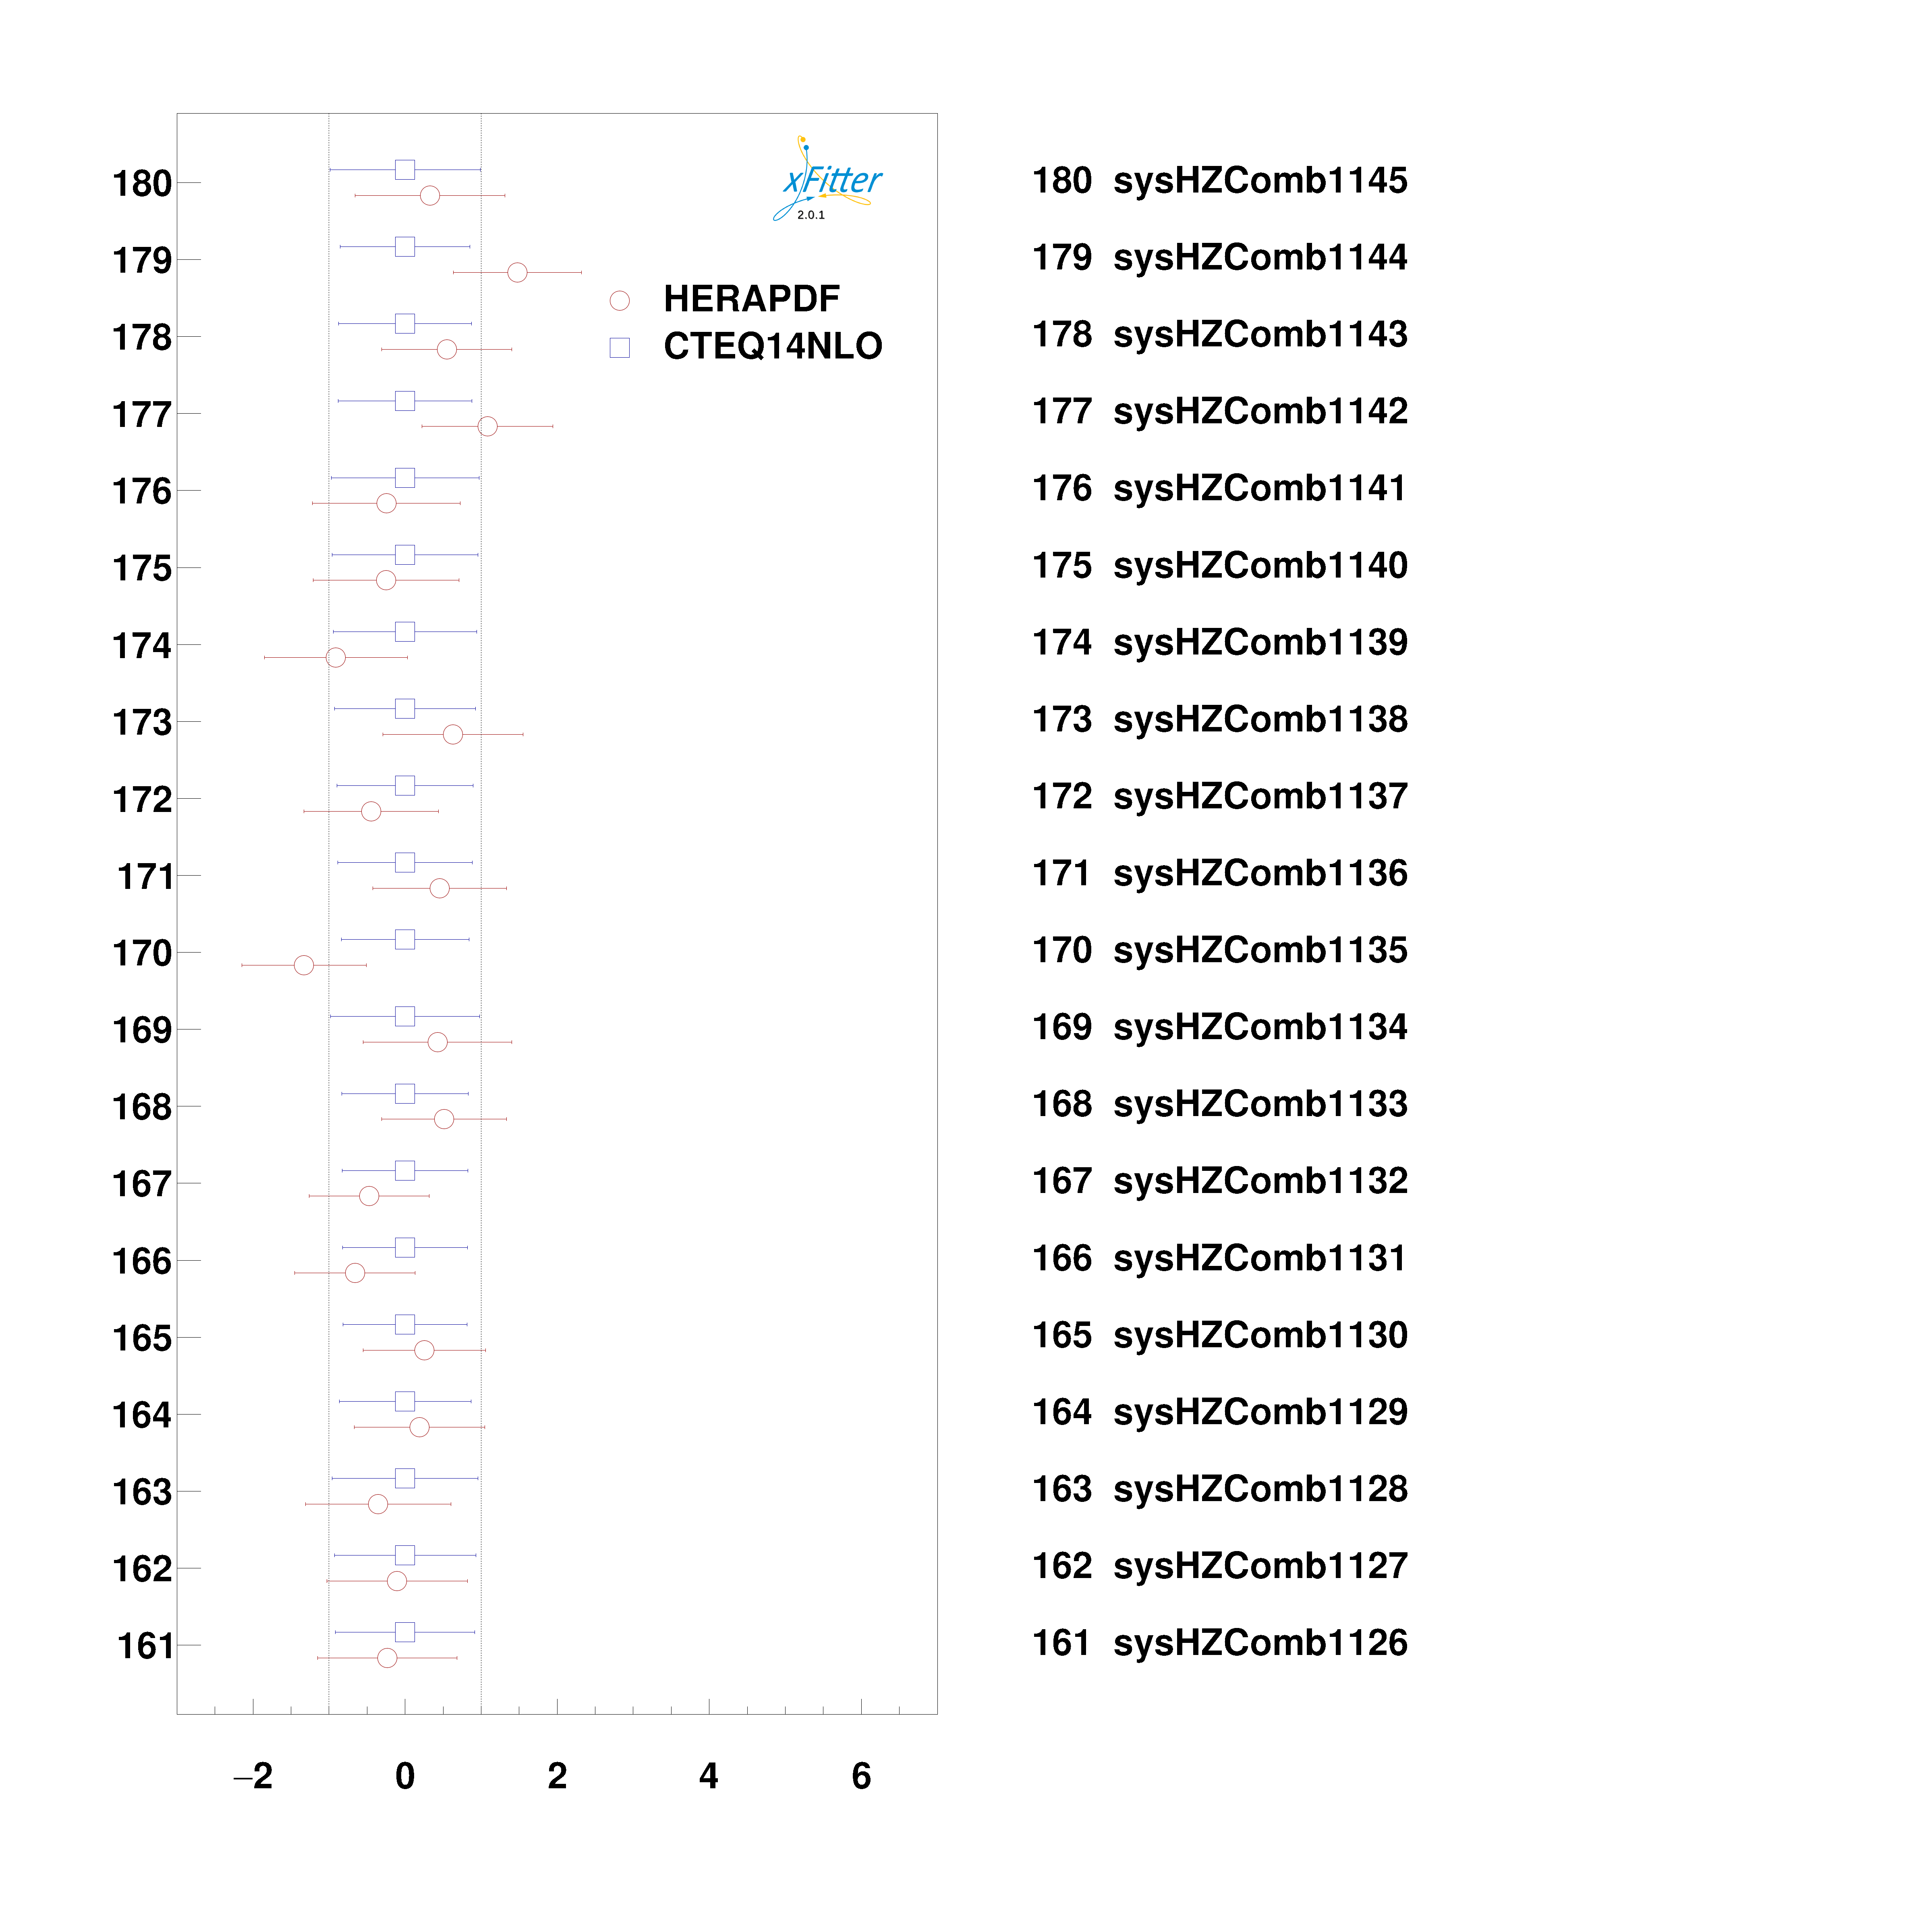 180 180 sysHZComb1145
xFitter
2.0.1
179 179 sysHZComb1144
HERAPDF
178 178 sysHZComb1143
CTEQ14NLO
177 177 sysHZComb1142
176 176 sysHZComb1141
175 175 sysHZComb1140
174 174 sysHZComb1139
173 173 sysHZComb1138
172 172 sysHZComb1137
171 171 sysHZComb1136
170 170 sysHZComb1135
169 169 sysHZComb1134
168 168 sysHZComb1133
167 167 sysHZComb1132
166 166 sysHZComb1131
165 165 sysHZComb1130
164 164 sysHZComb1129
163 163 sysHZComb1128
162 162 sysHZComb1127
161 161 sysHZComb1126
−2 0 2 4 6